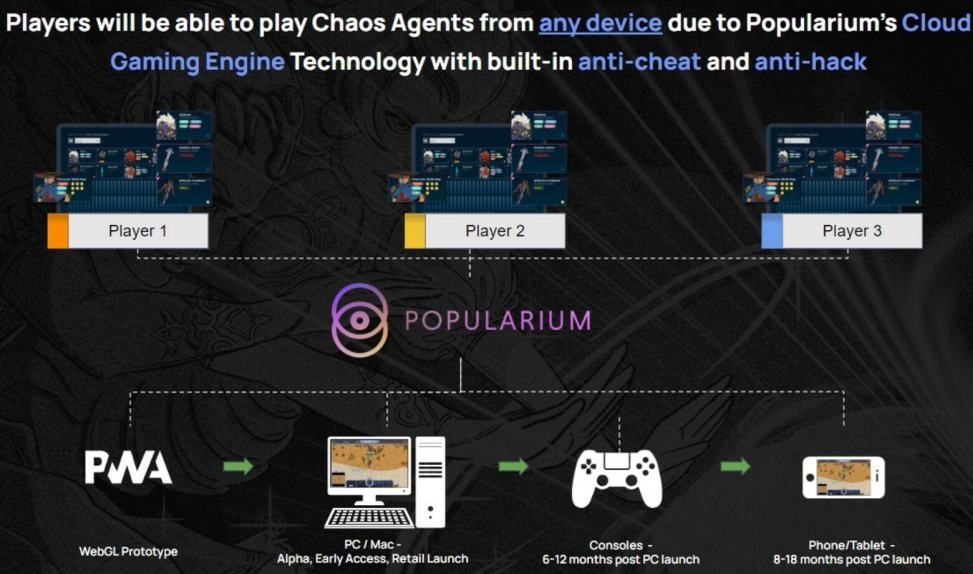 Players will be able to play Chaos Agents from any device due to Popularium's Cloud
Gaming Engine Technology with built-in anti-cheat and anti-hack
Player 1
Player 2
Player 3
POPULARIUM
PWA
WebGL Prototype
PC / Mac -
Alpha, Early Access, Retail Launch
Consoles -
6-12 months post PC launch
Phone/Tablet -
8-18 months post PC launch